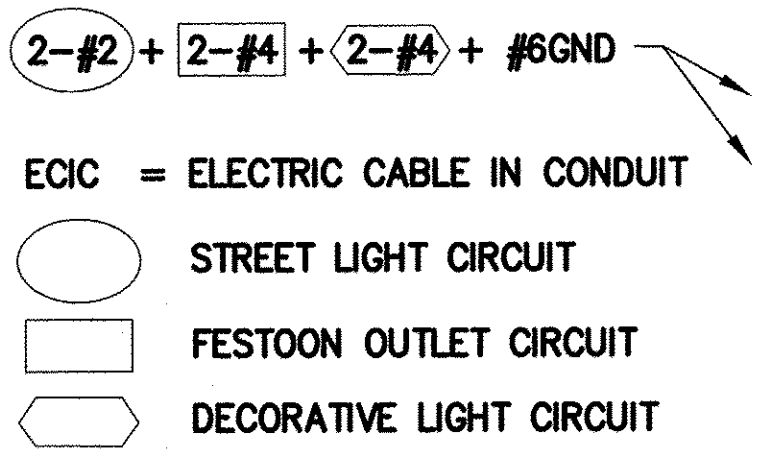 2-#2 + 2-#4 + 2-#4 + #6GND
ECIC = ELECTRIC CABLE IN CONDUIT
STREET LIGHT CIRCUIT
FESTOON OUTLET CIRCUIT
DECORATIVE LIGHT CIRCUIT